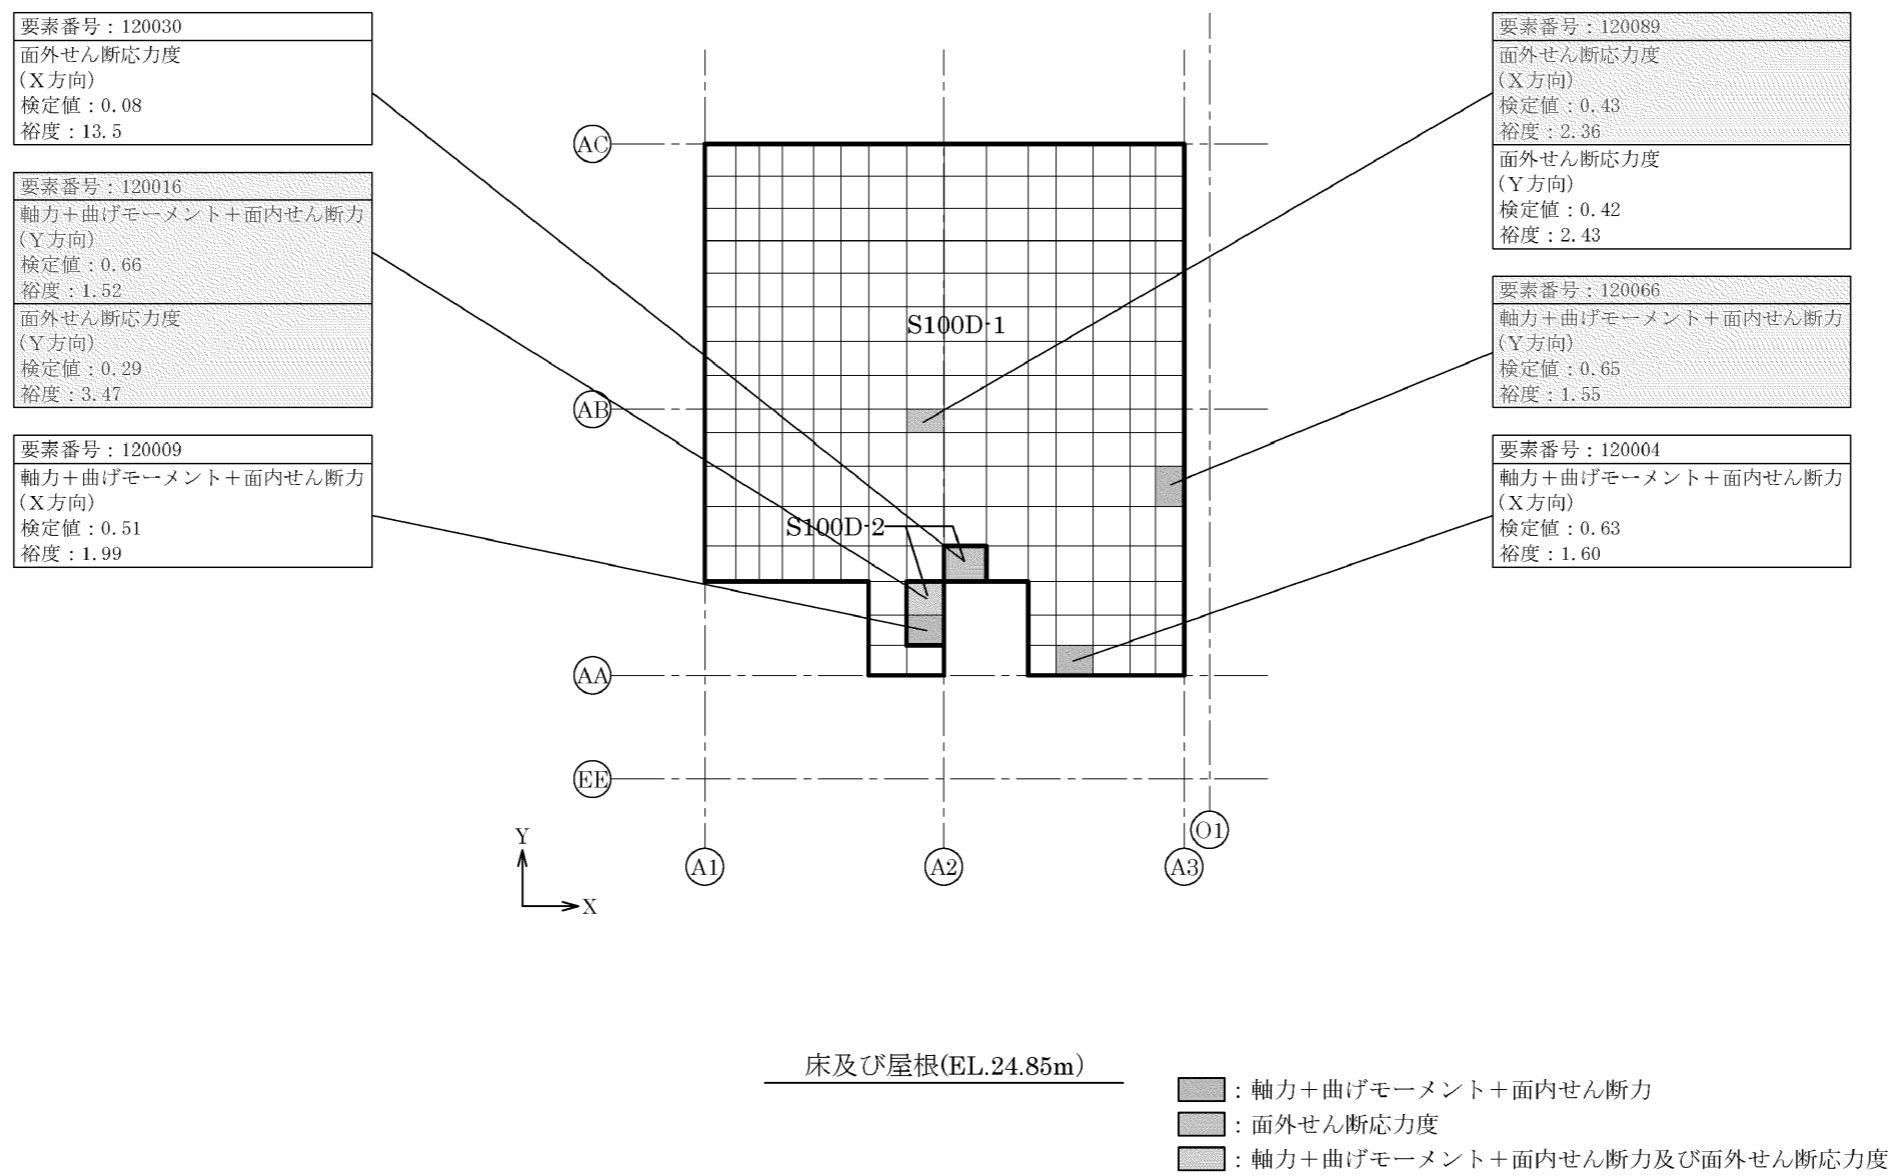 要素番号：120030
面外せん断応力度
(Ｘ方向)
検定値：0.08
裕度：13.5
要素番号：120016
軸力＋曲げモーメント＋面内せん断力
(Ｙ方向)
検定値：0.66
裕度：1.52
面外せん断応力度
(Ｙ方向)
検定値：0.29
裕度：3.47
要素番号：120009
軸力＋曲げモーメント＋面内せん断力
(Ｘ方向)
検定値：0.51
裕度：1.99
AC
AB
AA
EE
S100D-1
S100D-2
A1
A2
A3
O1
Y
X
要素番号：120089
面外せん断応力度
(Ｘ方向)
検定値：0.43
裕度：2.36
面外せん断応力度
(Ｙ方向)
検定値：0.42
裕度：2.43
要素番号：120066
軸力＋曲げモーメント＋面内せん断力
(Ｙ方向)
検定値：0.65
裕度：1.55
要素番号：120004
軸力＋曲げモーメント＋面内せん断力
(Ｘ方向)
検定値：0.63
裕度：1.60
床及び屋根(EL.24.85m)
：軸力＋曲げモーメント＋面内せん断力
：面外せん断応力度
：軸力＋曲げモーメント＋面内せん断力及び面外せん断応力度